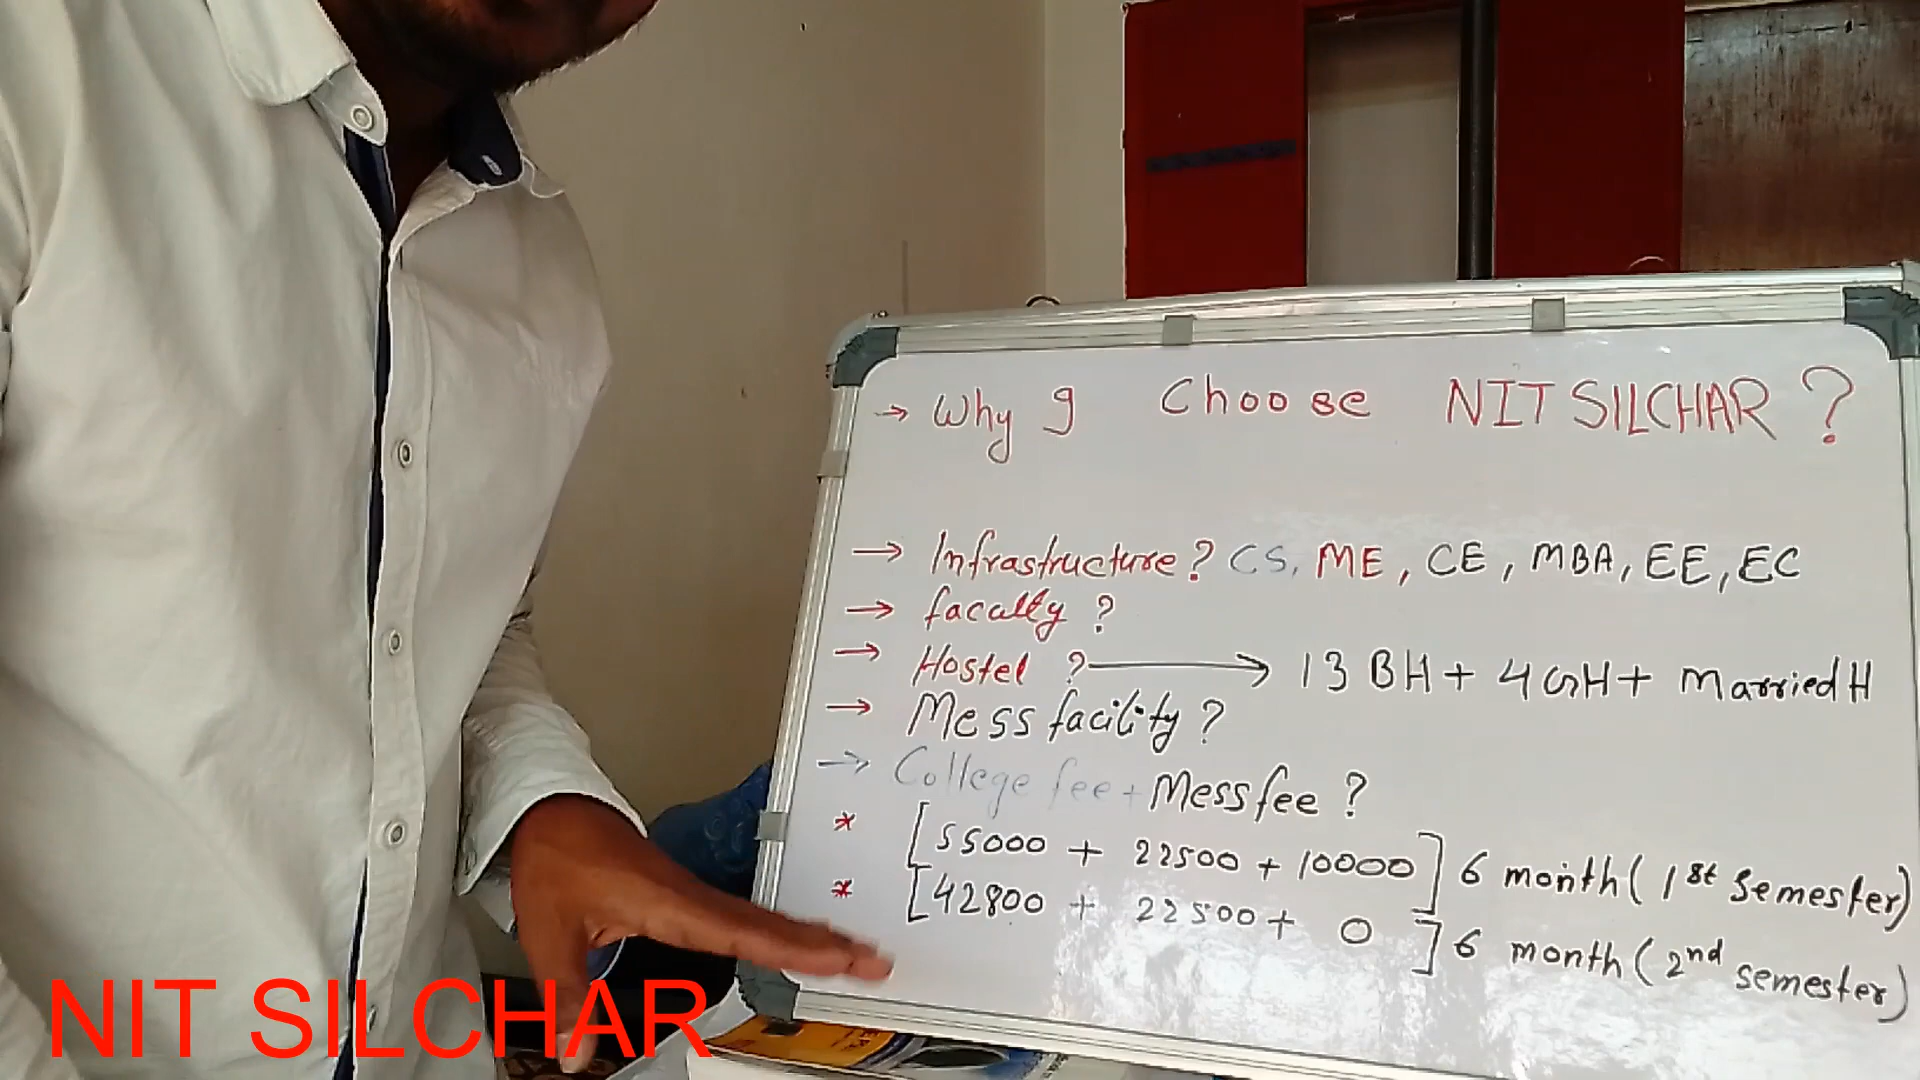 → Why I Choose NIT SILCHAR ?
→ Infrastructure ? CS, ME, CE, MBA, EE, EC
→ faculty ?
→ Hostel ? → 13 BH + 4 GH + Married H
→ Mess facility ?
→ College fee + Mess fee ?
* [55000 + 22500 + 10000] 6 month (1st Semester)
* [42800 + 22500 + 0] 6 month (2nd semester)
NIT SILCHAR